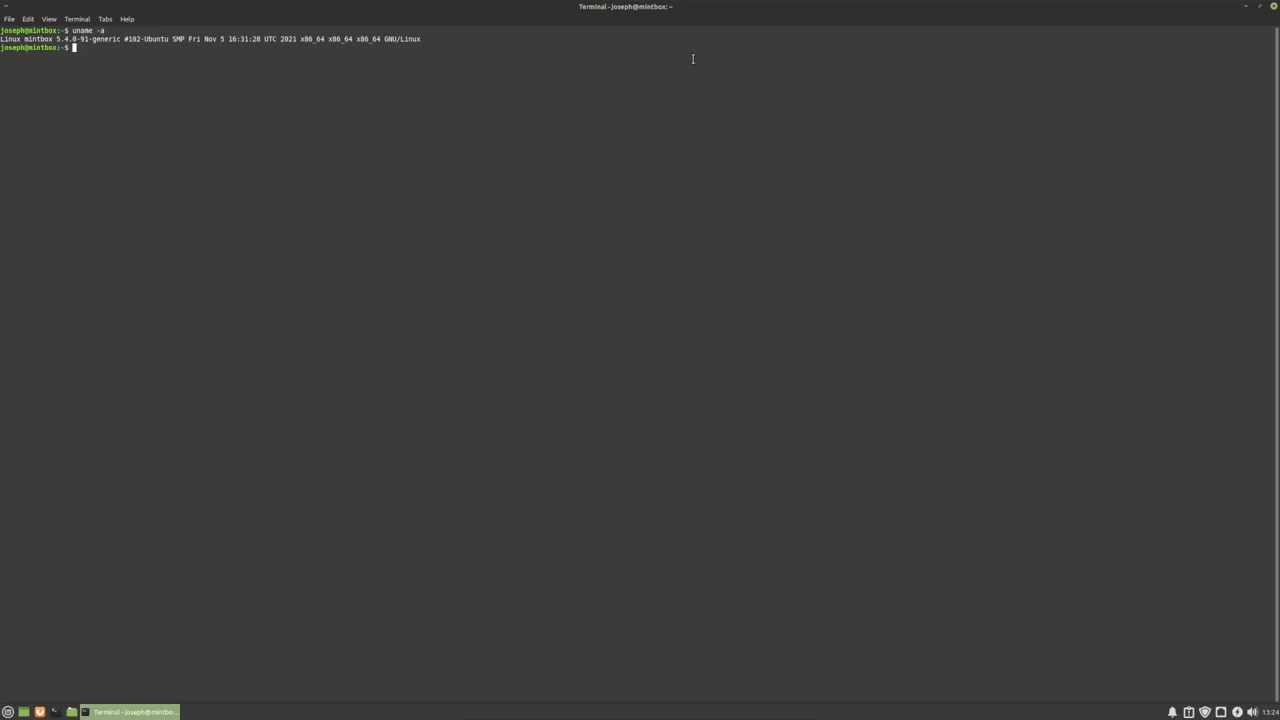 Terminal - joseph@mintbox: ~
File Edit View Terminal Tabs Help
joseph@mintbox:~$ uname -a
Linux mintbox 5.4.0-91-generic #102-Ubuntu SMP Fri Nov 5 16:31:28 UTC 2021 x86_64 x86_64 x86_64 GNU/Linux
joseph@mintbox:~$
Terminal - joseph@mintbo...
13:24